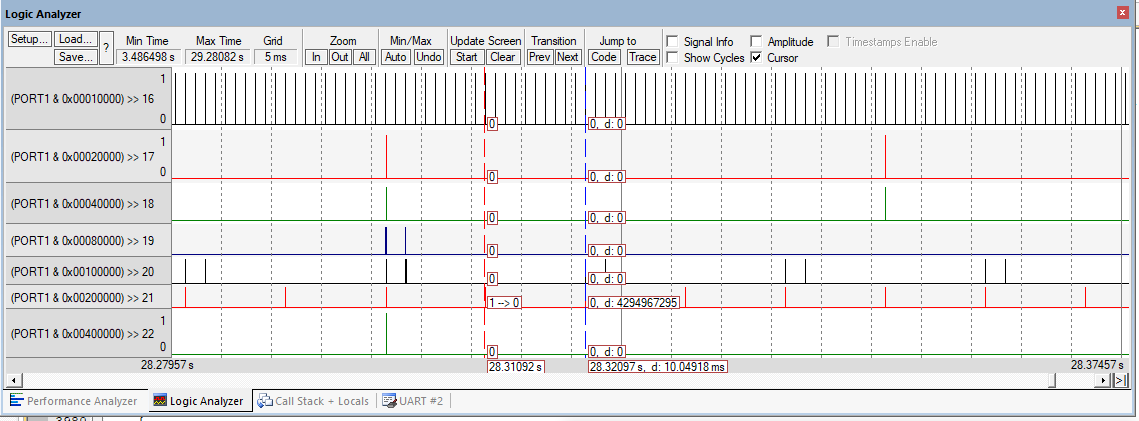 Logic Analyzer
Setup... Load... ? Min Time Max Time Grid Zoom Min/Max Update Screen Transition Jump to Signal Info Amplitude Timestamps Enable
Save... 3.486498 s 29.28082 s 5 ms In Out All Auto Undo Start Clear Prev Next Code Trace Show Cycles Cursor
1
(PORT1 & 0x00010000) >> 16
0 0 0, d: 0
1
(PORT1 & 0x00020000) >> 17
0 0 0, d: 0
(PORT1 & 0x00040000) >> 18
0 0, d: 0
(PORT1 & 0x00080000) >> 19
0 0, d: 0
(PORT1 & 0x00100000) >> 20
0 0, d: 0
(PORT1 & 0x00200000) >> 21
1 --> 0 0, d: 4294967295
1
(PORT1 & 0x00400000) >> 22
0 0 0, d: 0
28.27957 s 28.31092 s 28.32097 s, d: 10.04918 ms 28.37457 s
Performance Analyzer Logic Analyzer Call Stack + Locals UART #2